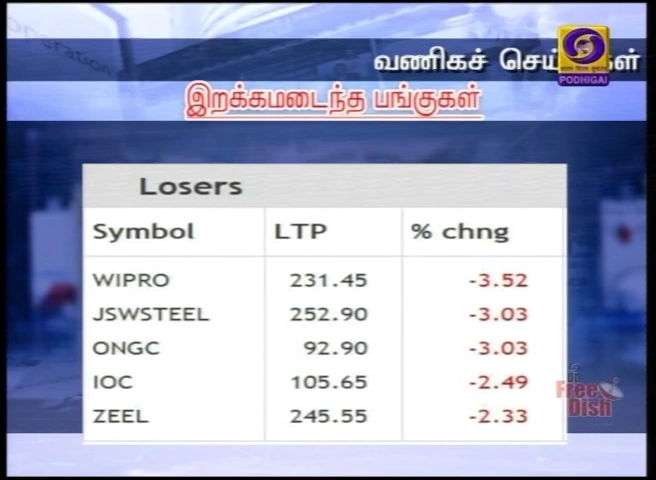 வணிகச் செய்
PODHIGAI
இறக்கமடைந்த பங்குகள்
Losers
Symbol LTP % chng
WIPRO 231.45 -3.52
JSWSTEEL 252.90 -3.03
ONGC 92.90 -3.03
IOC 105.65 -2.49
ZEEL 245.55 -2.33
Free
Dish